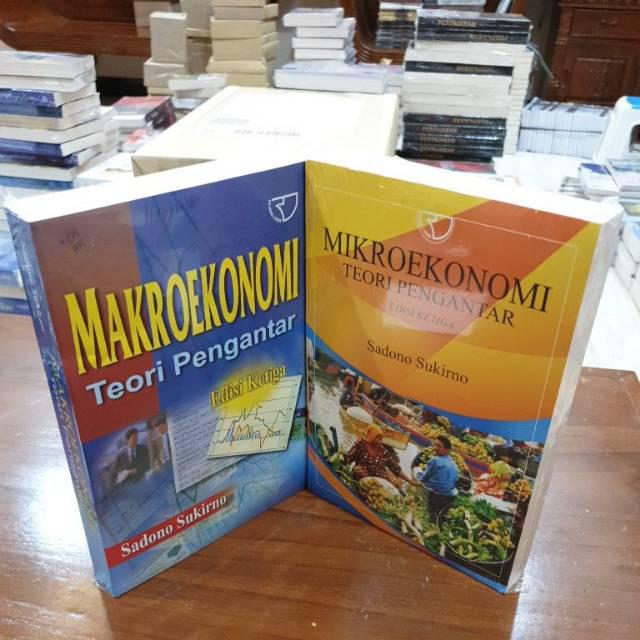 MAKROEKONOMI
Teori Pengantar
Edisi Ketiga
Sadono Sukirno
MIKROEKONOMI
TEORI PENGANTAR
EDISI KETIGA
Sadono Sukirno